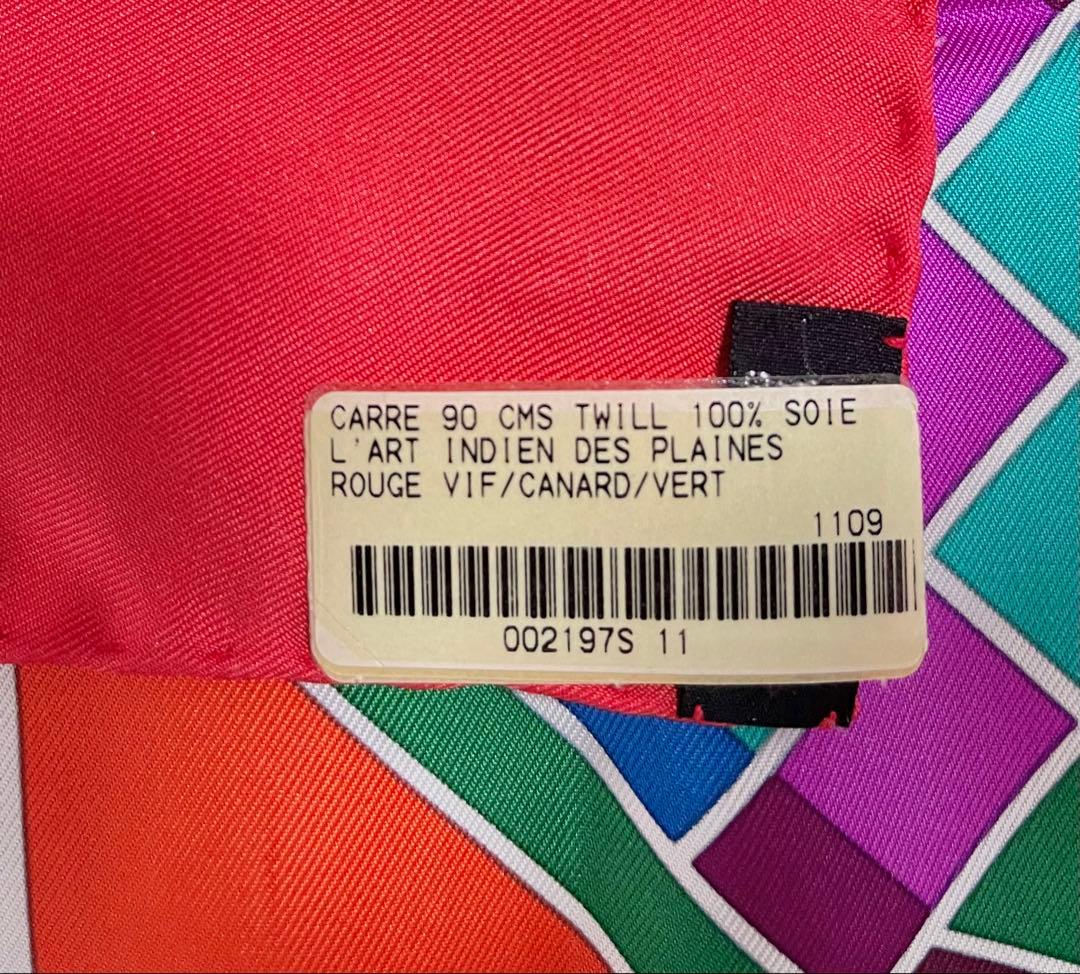 CARRE 90 CMS TWILL 100% SOIE
L'ART INDIEN DES PLAINES
ROUGE VIF/CANARD/VERT
1109
002197S 11